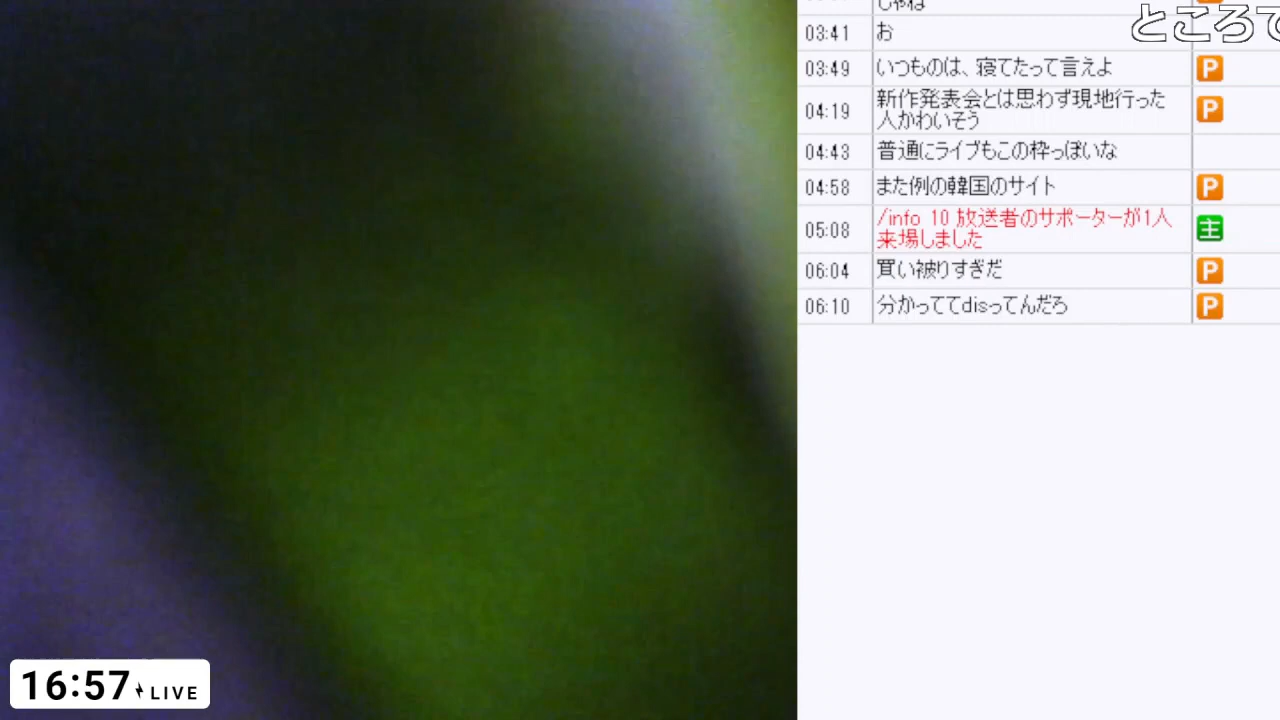 じゃね
ところて
03:41 お
03:49 いつものは、寝てたって言えよ P
04:19 新作発表会とは思わず現地行った
人かわいそう P
04:43 普通にライブもこの枠っぽいな
04:58 また例の韓国のサイト P
05:08 /info 10 放送者のサポーターが1人
来場しました 主
06:04 買い被りすぎだ P
06:10 分かっててdisってんだろ P
16:57 LIVE